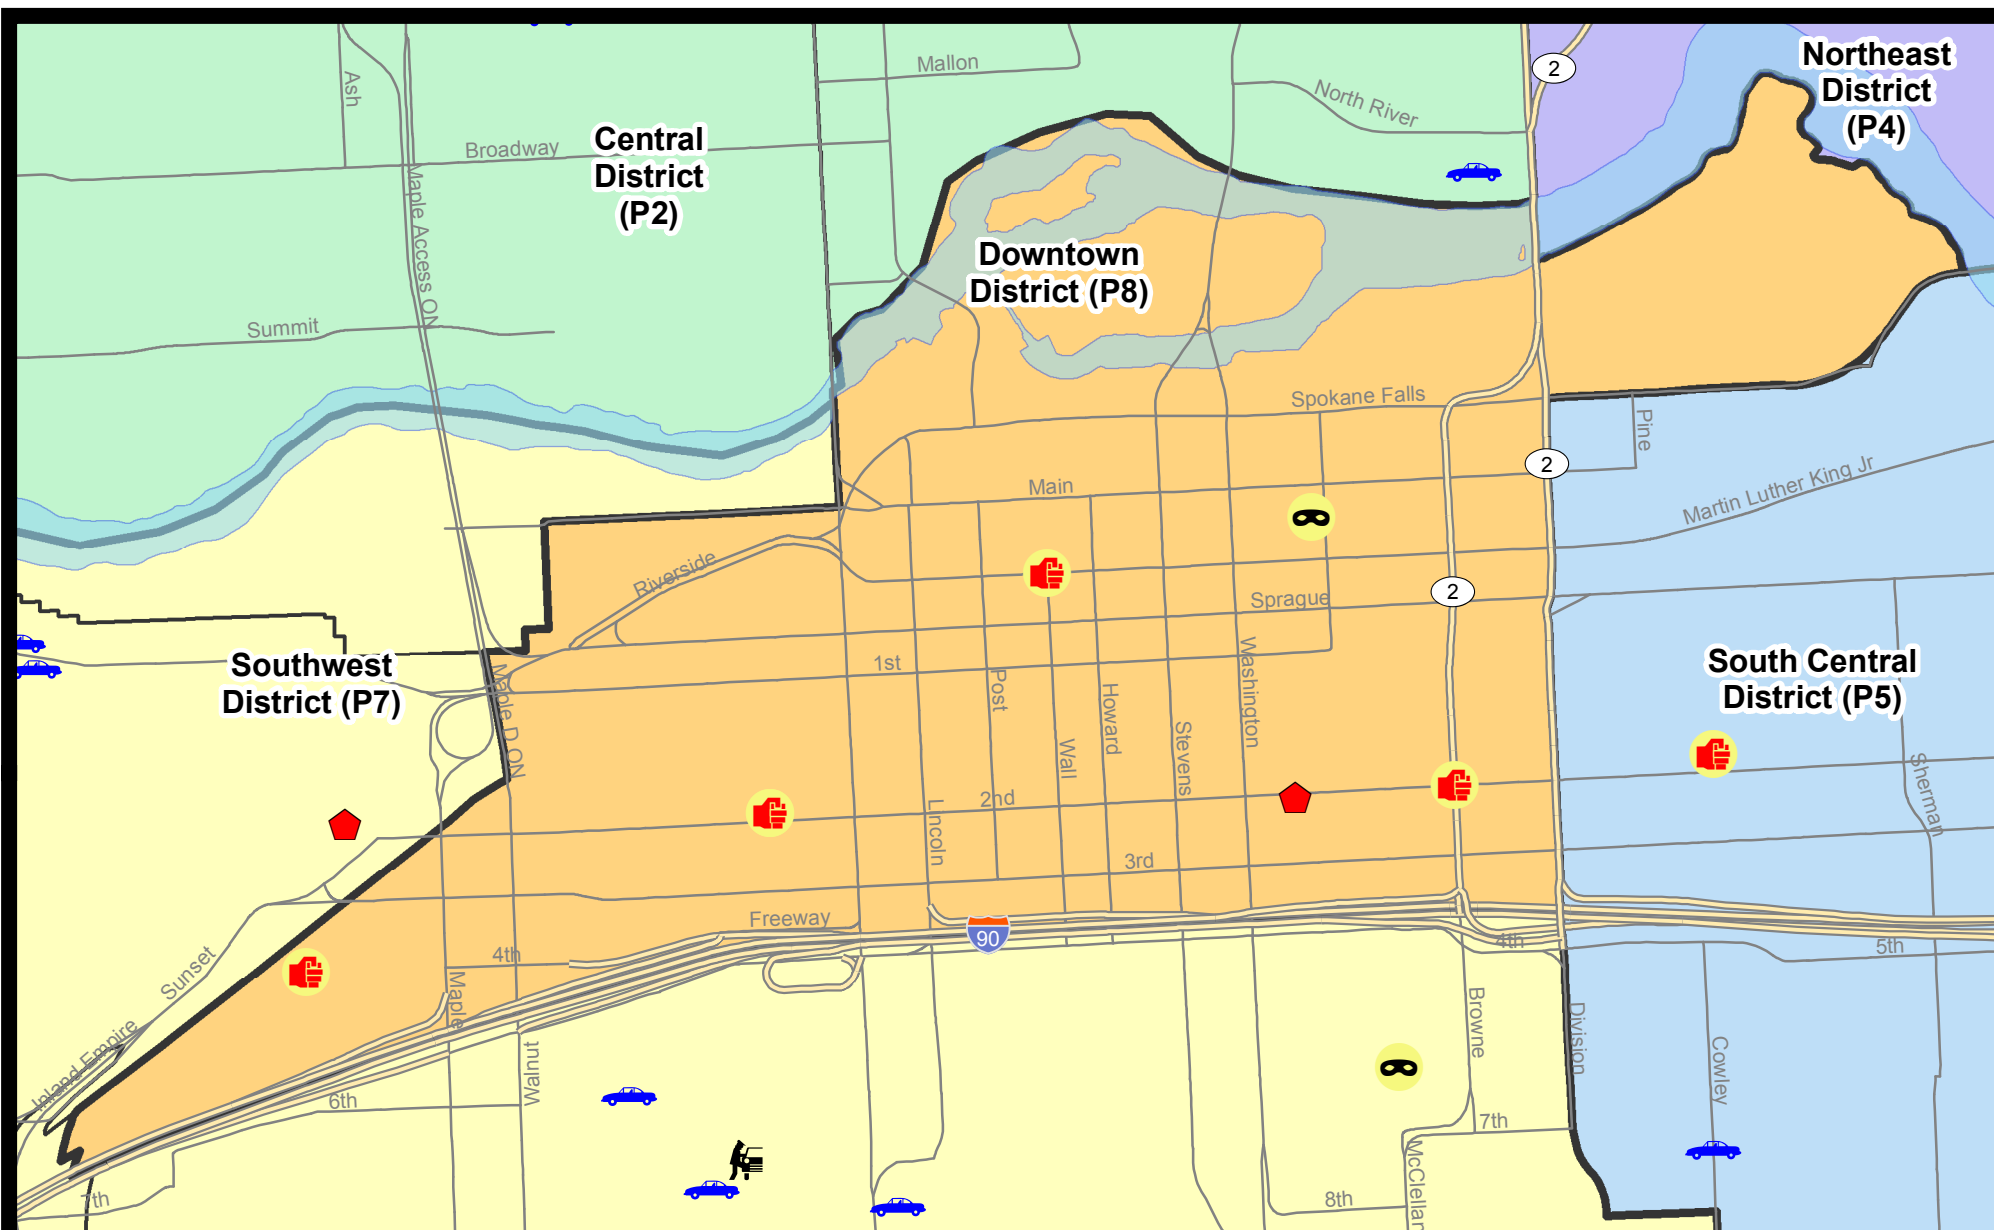 Northeast
District
(P4)
2
Ash
Mallon
North River
Central
District
(P2)
Broadway
Maple Access ON
Downtown
District (P8)
Summit
Spokane Falls
Pine
2
Main
Martin Luther King Jr
Riverside
2
Sprague
Southwest
District (P7)
1st
Washington
South Central
District (P5)
Maple D ON
Post
Howard
Wall
Stevens
Sherman
2nd
Lincoln
3rd
Freeway
90
4th
4th
5th
Sunset
Maple
Browne
Division
Inland Empire
Walnut
Cowley
6th
7th
McClellan
7th
8th